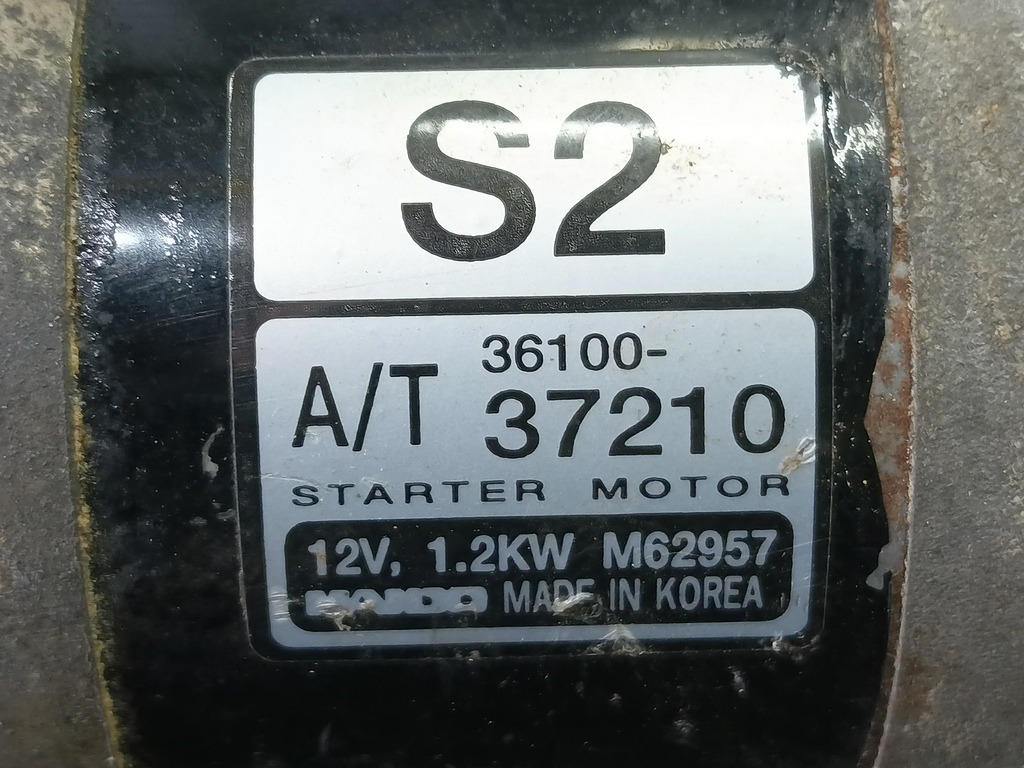 S2
A/T 36100-
37210
STARTER MOTOR
12V, 1.2KW M62957
MADE IN KOREA